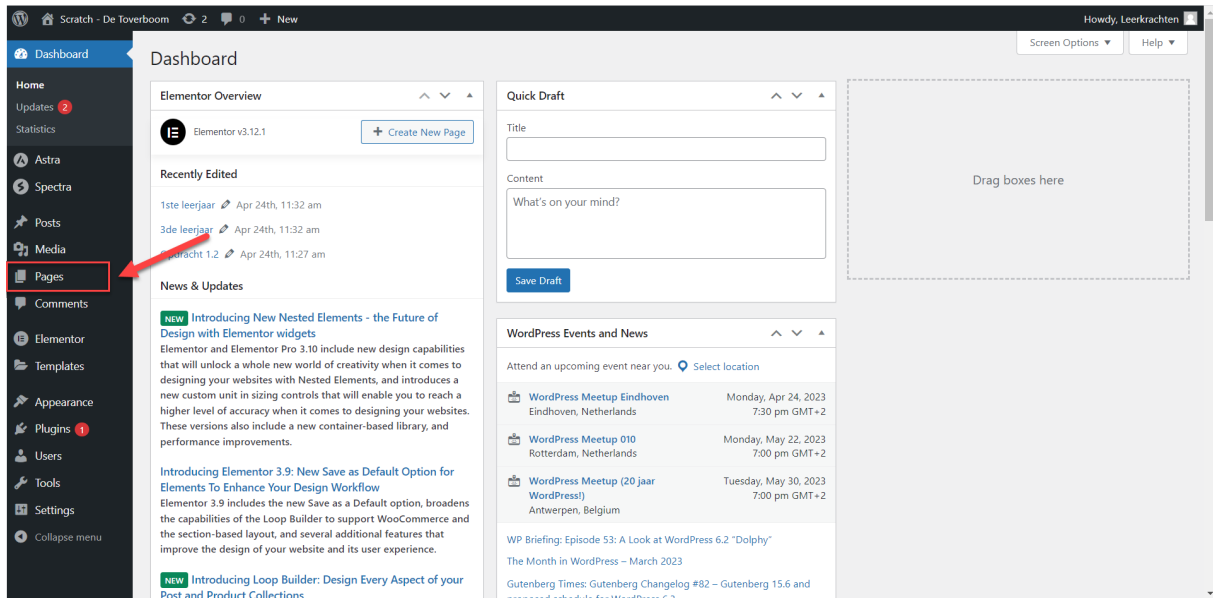 Scratch - De Toverboom 2 0 New
Howdy, Leerkrachten
Dashboard
Home
Updates 2
Statistics
Astra
Spectra
Posts
Media
Pages
Comments
Elementor
Templates
Appearance
Plugins 1
Users
Tools
Settings
Collapse menu
Screen Options
Help
Dashboard
Elementor Overview
Elementor v3.12.1
Create New Page
Recently Edited
1ste leerjaar Apr 24th, 11:32 am
3de leerjaar Apr 24th, 11:32 am
1.2 Apr 24th, 11:27 am
News & Updates
NEW Introducing New Nested Elements - the Future of
Design with Elementor widgets
Elementor and Elementor Pro 3.10 include new design capabilities
that will unlock a whole new world of creativity when it comes to
designing your websites with Nested Elements, and introduces a
new custom unit in sizing controls that will enable you to reach a
higher level of accuracy when it comes to designing your websites.
These versions also include a new container-based library, and
performance improvements.
Introducing Elementor 3.9: New Save as Default Option for
Elements To Enhance Your Design Workflow
Elementor 3.9 includes the new Save as a Default option, broadens
the capabilities of the Loop Builder to support WooCommerce and
the section-based layout, and several additional features that
improve the design of your website and its user experience.
NEW Introducing Loop Builder: Design Every Aspect of your
Post and Product Collections
Quick Draft
Title
Content
What's on your mind?
Save Draft
WordPress Events and News
Attend an upcoming event near you. Select location
WordPress Meetup Eindhoven Monday, Apr 24, 2023
Eindhoven, Netherlands 7:30 pm GMT+2
WordPress Meetup 010 Monday, May 22, 2023
Rotterdam, Netherlands 7:00 pm GMT+2
WordPress Meetup (20 jaar Tuesday, May 30, 2023
WordPress!) 7:00 pm GMT+2
Antwerpen, Belgium
WP Briefing: Episode 53: A Look at WordPress 6.2 "Dolphy"
The Month in WordPress – March 2023
Gutenberg Times: Gutenberg Changelog #82 – Gutenberg 15.6 and
proposed schedule for WordPress 6.3
Drag boxes here